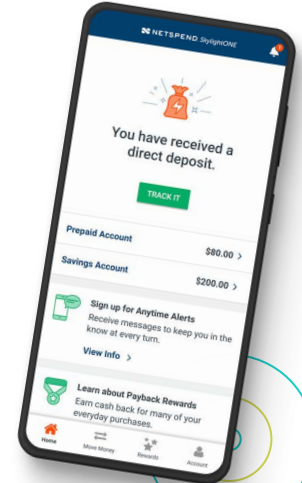 NETSPEND SkylightONE
You have received a
direct deposit.
TRACK IT
Prepaid Account
$80.00 >
Savings Account
$200.00 >
Sign up for Anytime Alerts
Receive messages to keep you in the
know at every turn.
View Info >
Learn about Payback Rewards
Earn cash back for many of your
everyday purchases.
Home
Move Money
Rewards
Account